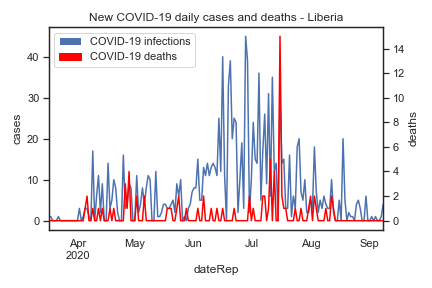 New COVID-19 daily cases and deaths - Liberia
COVID-19 infections
COVID-19 deaths
cases
40
30
20
10
0
deaths
14
12
10
8
6
4
2
0
Apr May Jun Jul Aug Sep
2020
dateRep